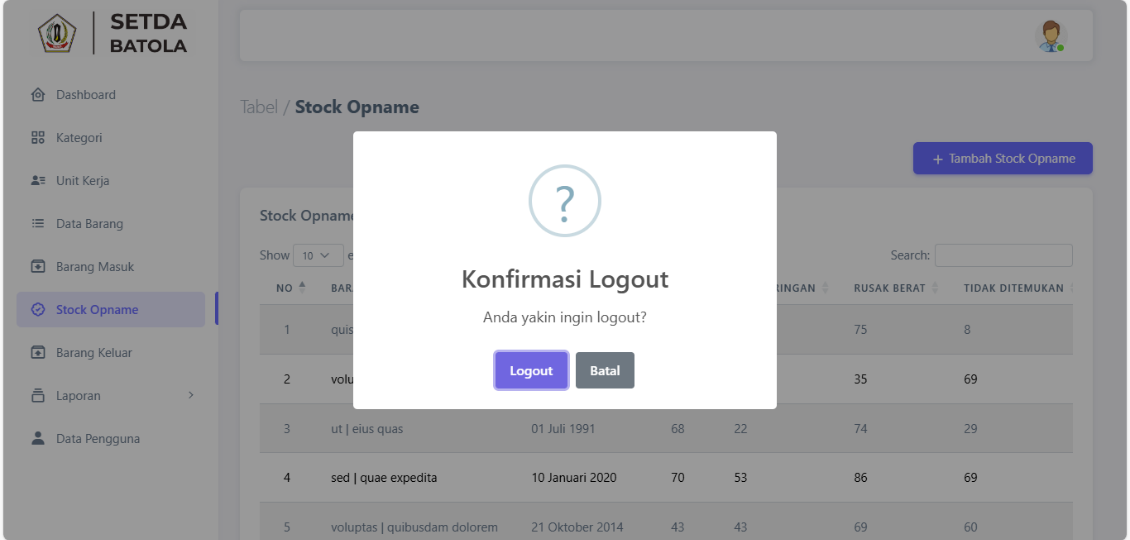 SETDA
BATOLA
Dashboard
Kategori
Unit Kerja
Data Barang
Barang Masuk
Stock Opname
Barang Keluar
Laporan
Data Pengguna
Tabel / Stock Opname
+ Tambah Stock Opname
Stock Opname
Show 10
Search:
NO RUSAK BERAT TIDAK DITEMUKAN
1 75 8
2 35 69
3 ut | eius quas 01 Juli 1991 68 22 74 29
4 sed | quae expedita 10 Januari 2020 70 53 86 69
5 voluptas | quibusdam dolorem 21 Oktober 2014 43 43 69 60
?
Konfirmasi Logout
Anda yakin ingin logout?
Logout Batal